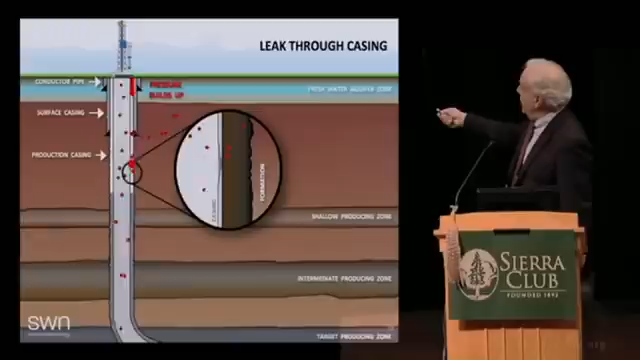 LEAK THROUGH CASING
CONDUCTOR PIPE
PRESSURE
BUILDS UP
FRESH WATER AQUIFER ZONE
SURFACE CASING
PRODUCTION CASING
CASING
FORMATION
SHALLOW PRODUCING ZONE
INTERMEDIATE PRODUCING ZONE
swn
TARGET PRODUCING ZONE
SIERRA
CLUB
FOUNDED 1892